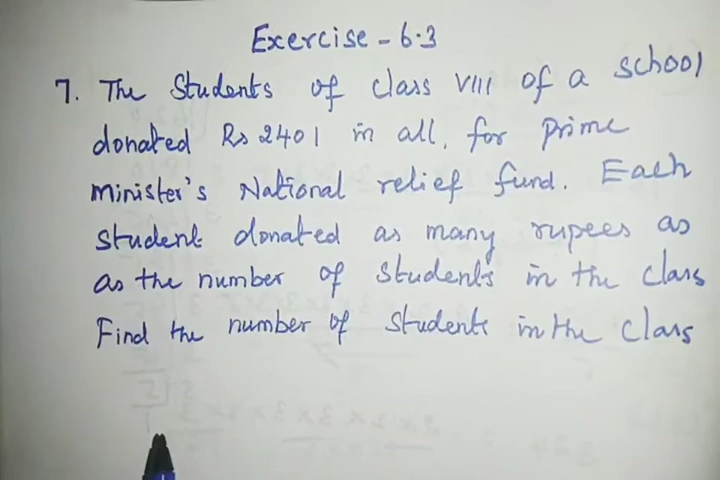 Exercise - 6.3
7. The Students of class VIII of a school
donated Rs 2401 in all, for prime
minister's National relief fund. Each
student donated as many rupees as
as the number of students in the class
Find the number of students in the class